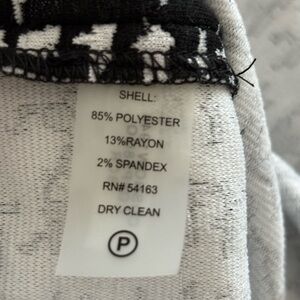 SHELL:
85% POLYESTER
13%RAYON
2% SPANDEX
RN# 54163
DRY CLEAN
P